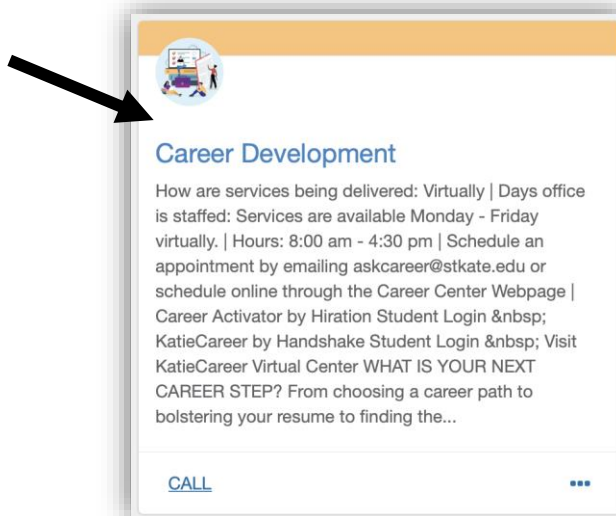 Career Development
How are services being delivered: Virtually | Days office
is staffed: Services are available Monday - Friday
virtually. | Hours: 8:00 am - 4:30 pm | Schedule an
appointment by emailing askcareer@stkate.edu or
schedule online through the Career Center Webpage |
Career Activator by Hiration Student Login &nbsp;
KatieCareer by Handshake Student Login &nbsp; Visit
KatieCareer Virtual Center WHAT IS YOUR NEXT
CAREER STEP? From choosing a career path to
bolstering your resume to finding the...
CALL